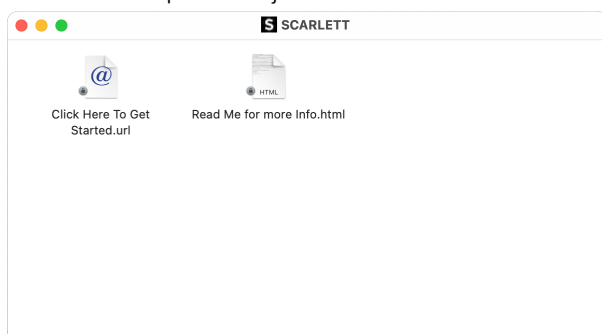 S SCARLETT
@
HTML
Click Here To Get
Started.url
Read Me for more Info.html